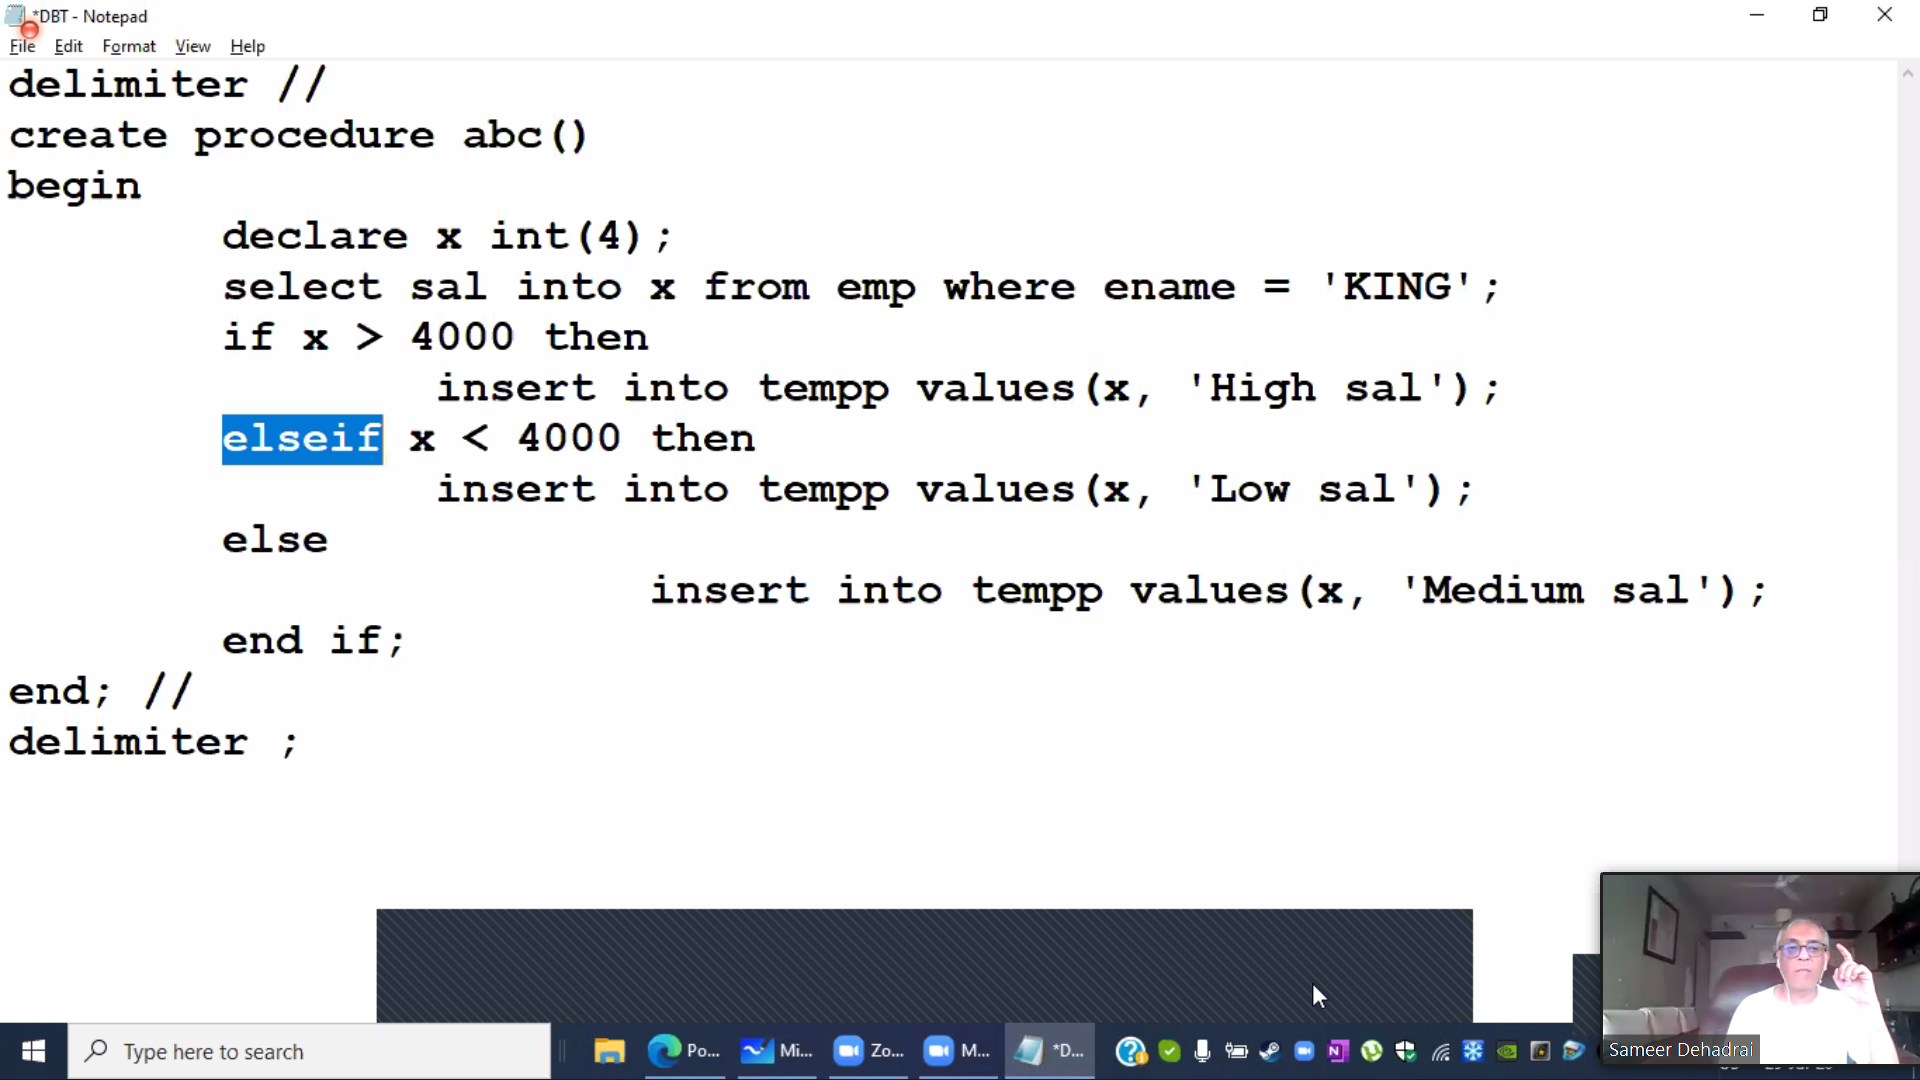 *DBT - Notepad
File Edit Format View Help
delimiter //
create procedure abc()
begin
declare x int(4);
select sal into x from emp where ename = 'KING';
if x > 4000 then
insert into tempp values(x, 'High sal');
elseif x < 4000 then
insert into tempp values(x, 'Low sal');
else
insert into tempp values(x, 'Medium sal');
end if;
end; //
delimiter ;
Type here to search
Po...
Mi...
Zo...
M...
*D...
Sameer Dehadrai